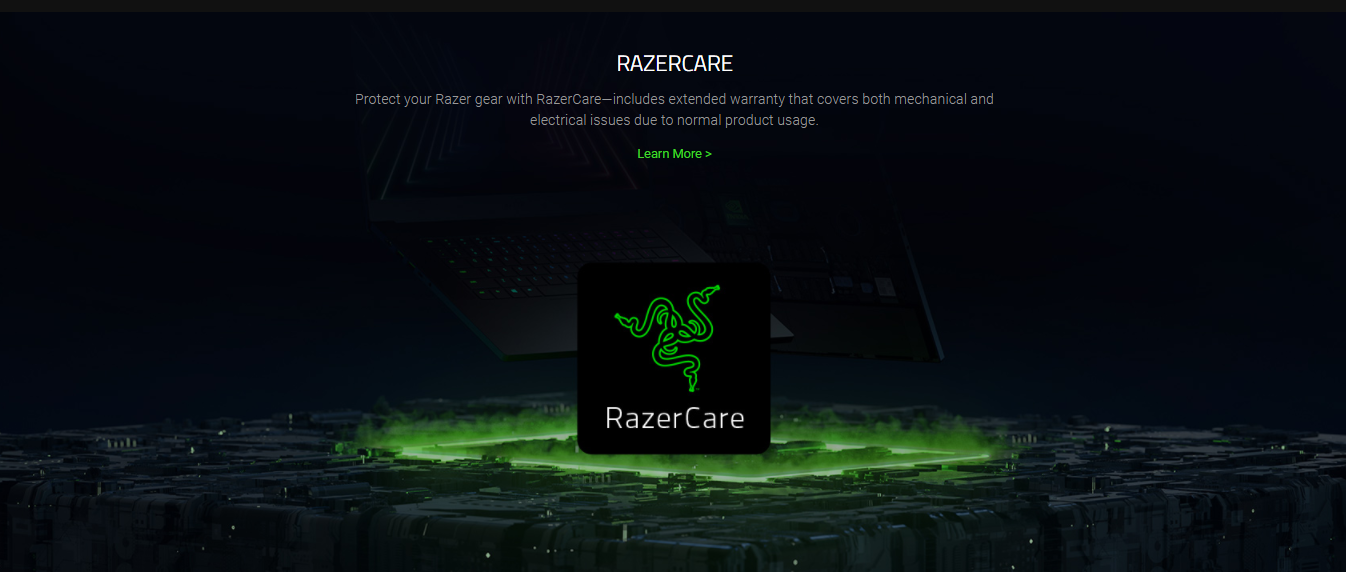 RAZERCARE
Protect your Razer gear with RazerCare—includes extended warranty that covers both mechanical and
electrical issues due to normal product usage.
Learn More >
RazerCare